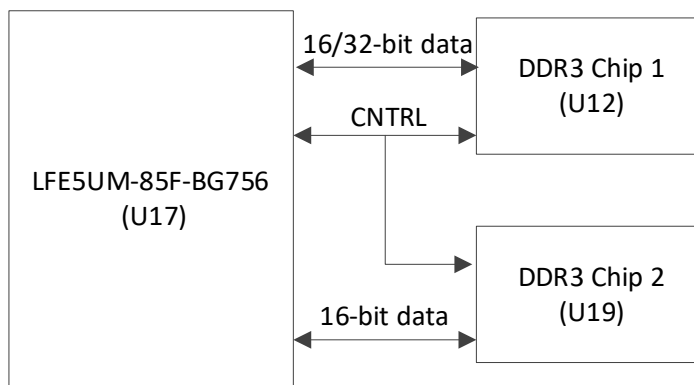 16/32-bit data
DDR3 Chip 1
(U12)
CNTRL
LFE5UM-85F-BG756
(U17)
DDR3 Chip 2
(U19)
16-bit data